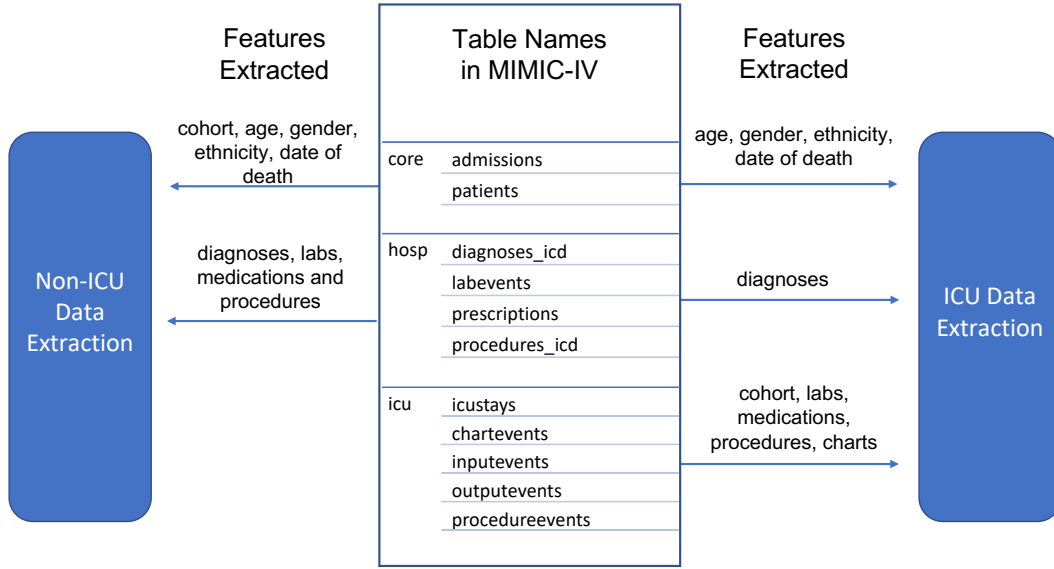 Features
Extracted
Table Names
in MIMIC-IV
Features
Extracted
cohort, age, gender,
ethnicity, date of
death
core
admissions
patients
age, gender, ethnicity,
date of death
Non-ICU
Data
Extraction
diagnoses, labs,
medications and
procedures
hosp
diagnoses_icd
labevents
prescriptions
procedures_icd
diagnoses
ICU Data
Extraction
icu
icustays
chartevents
inputevents
outputevents
procedureevents
cohort, labs,
medications,
procedures, charts